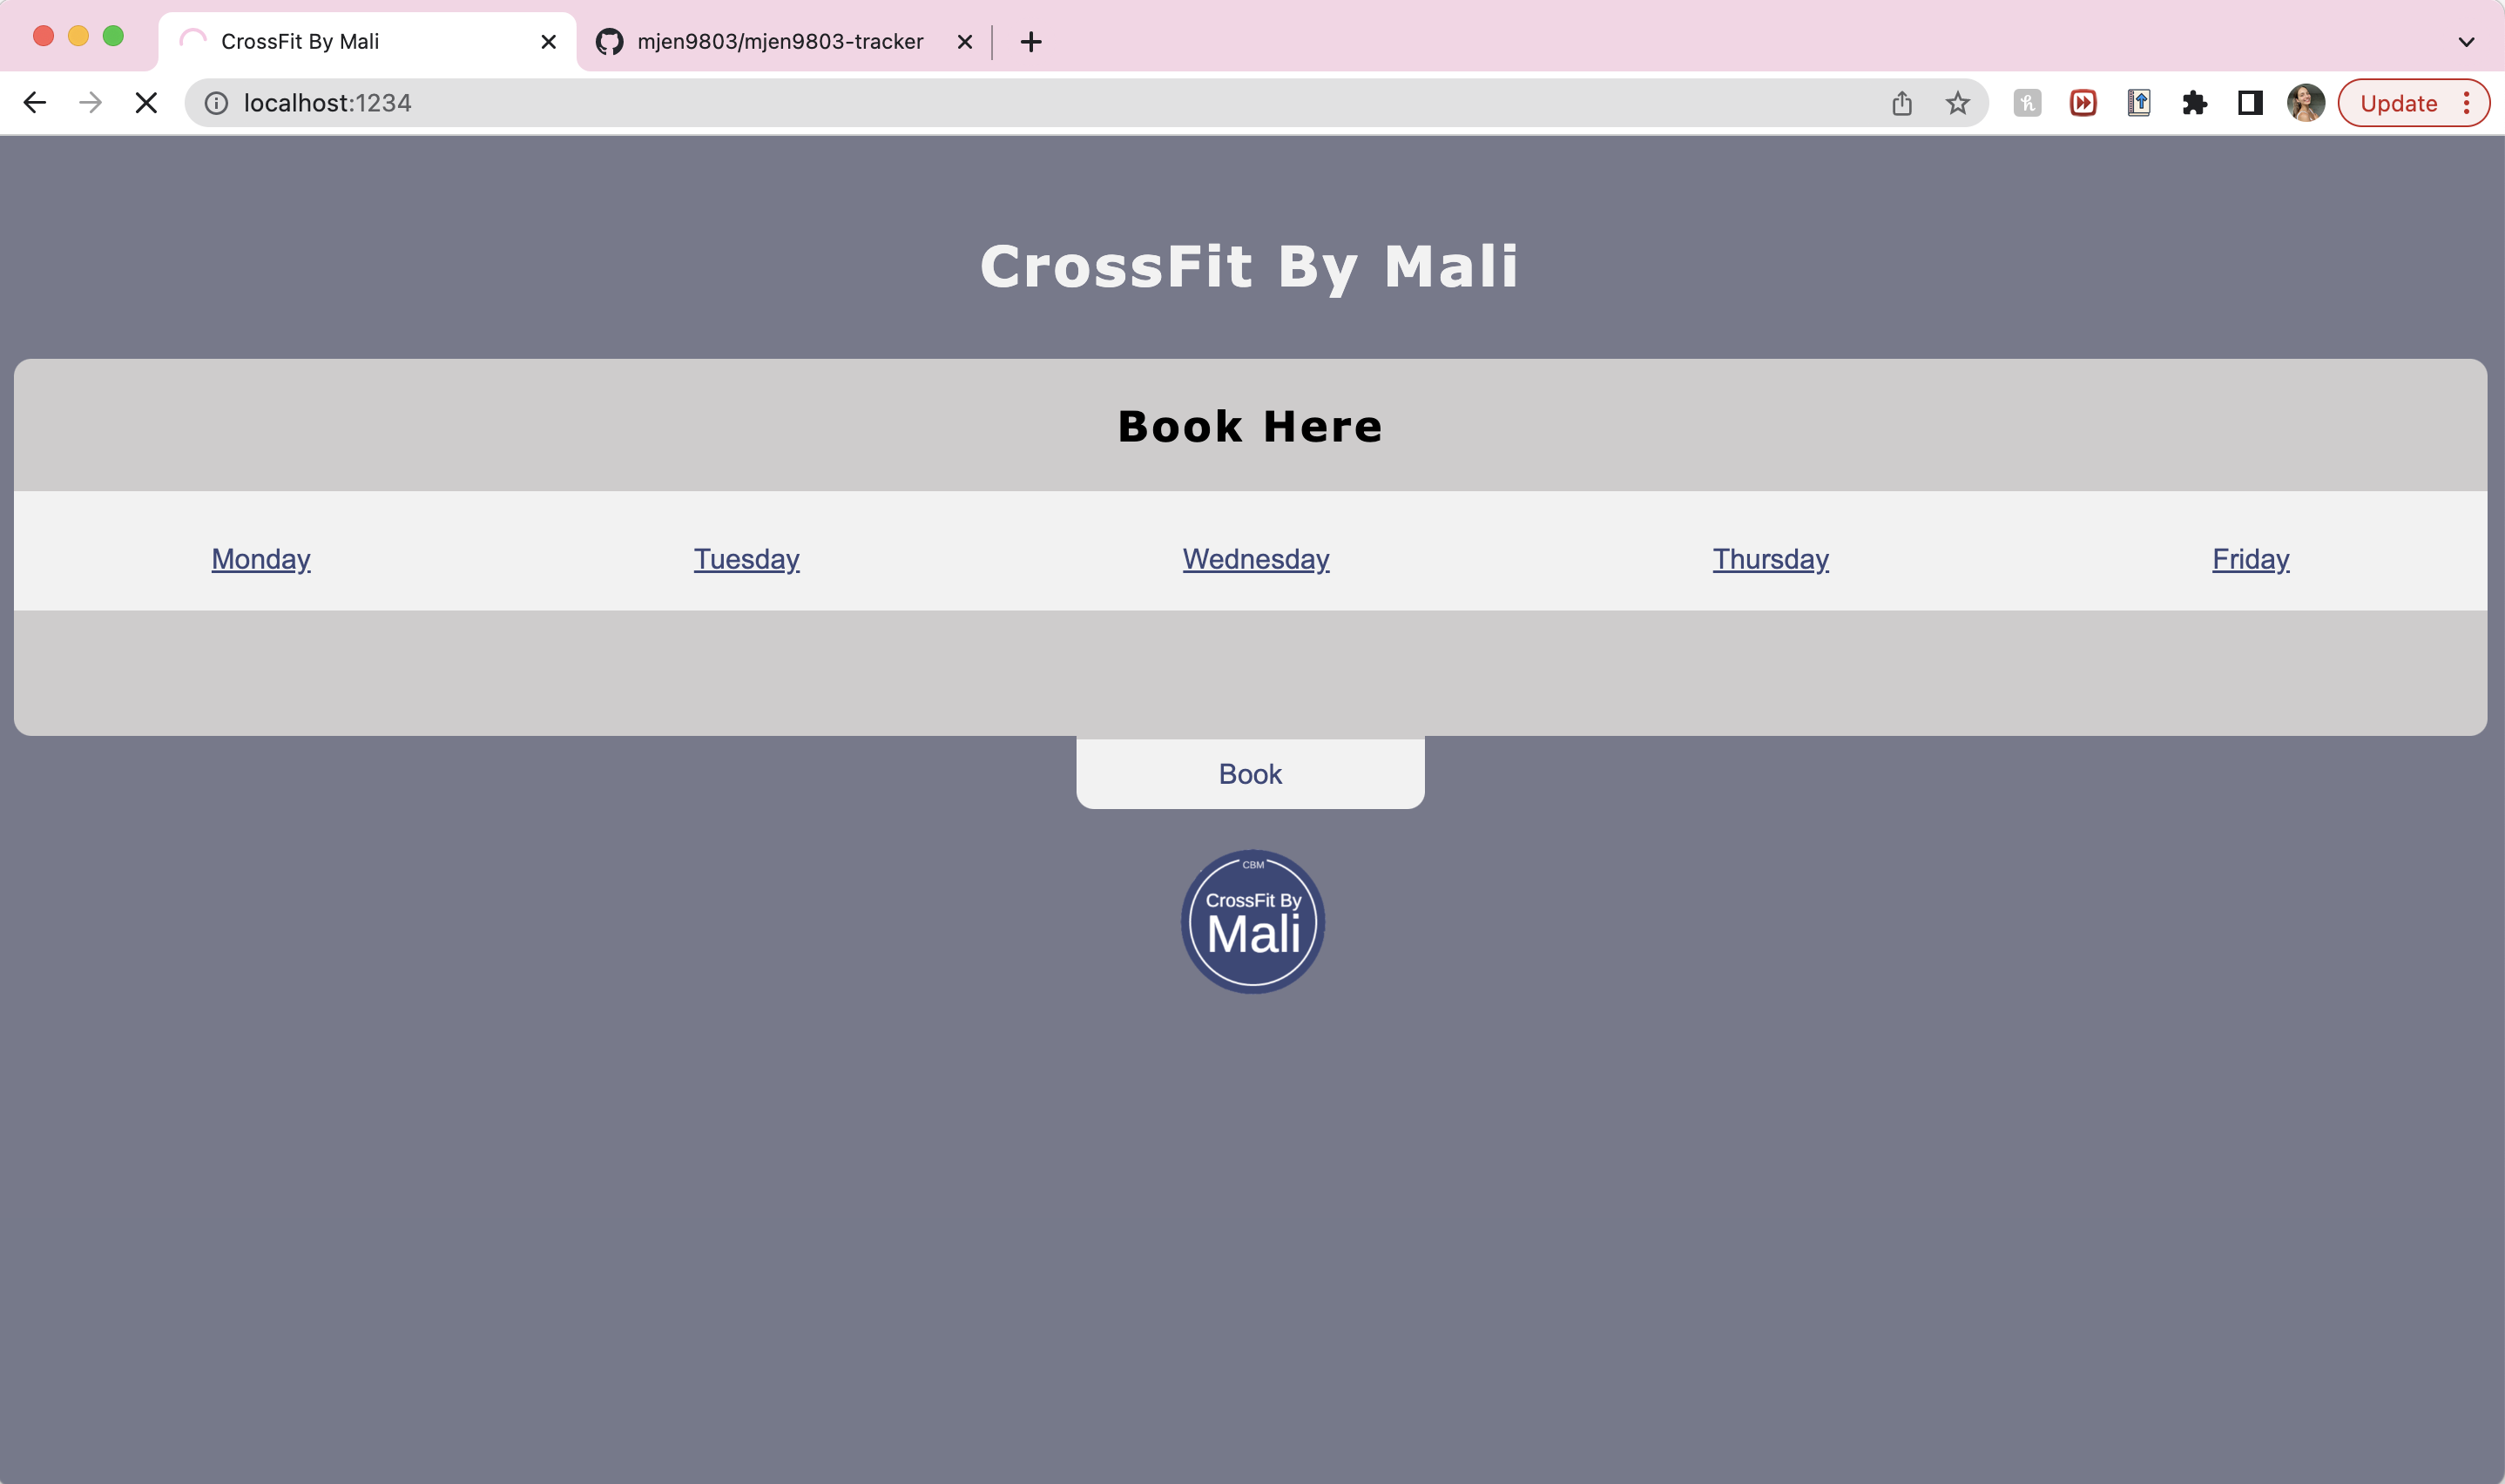 CrossFit By Mali
mjen9803/mjen9803-tracker
localhost:1234
Update
CrossFit By Mali
Book Here
Monday Tuesday Wednesday Thursday Friday
Book
CBM
CrossFit By
Mali